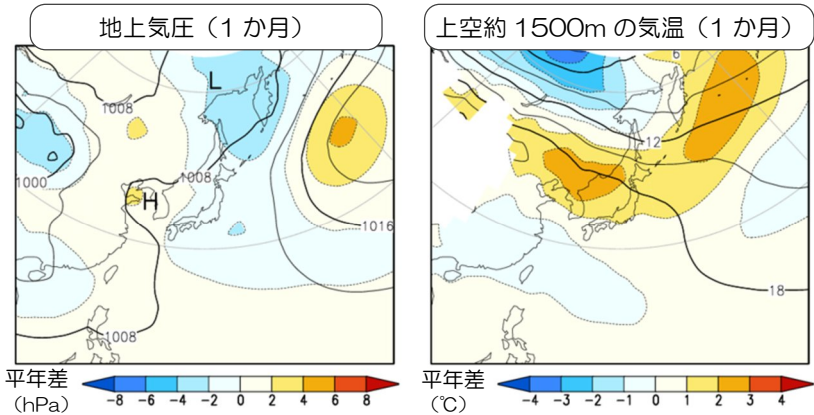 地上気圧（1か月）
L
1008
1000
1008
H
1016
1008
平年差
（hPa）
-8 -6 -4 -2 0 2 4 6 8
上空約1500mの気温（1か月）
6
12
18
平年差
（℃）
-4 -3 -2 -1 0 1 2 3 4